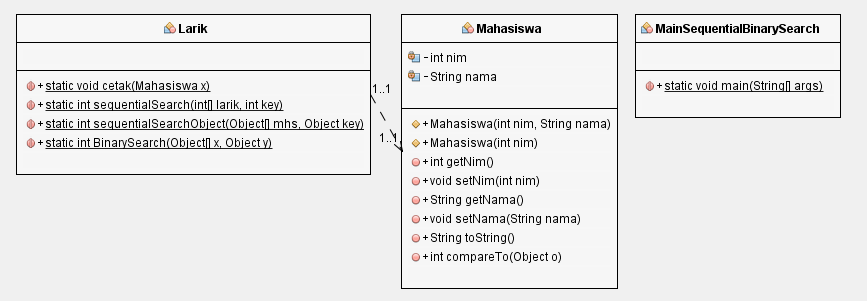 Larik
+ static void cetak(Mahasiswa x)
+ static int sequentialSearch(int[] larik, int key)
+ static int sequentialSearchObject(Object[] mhs, Object key)
+ static int BinarySearch(Object[] x, Object y)
1..1
1..1
Mahasiswa
- int nim
- String nama
+ Mahasiswa(int nim, String nama)
+ Mahasiswa(int nim)
+ int getNim()
+ void setNim(int nim)
+ String getNama()
+ void setNama(String nama)
+ String toString()
+ int compareTo(Object o)
MainSequentialBinarySearch
+ static void main(String[] args)